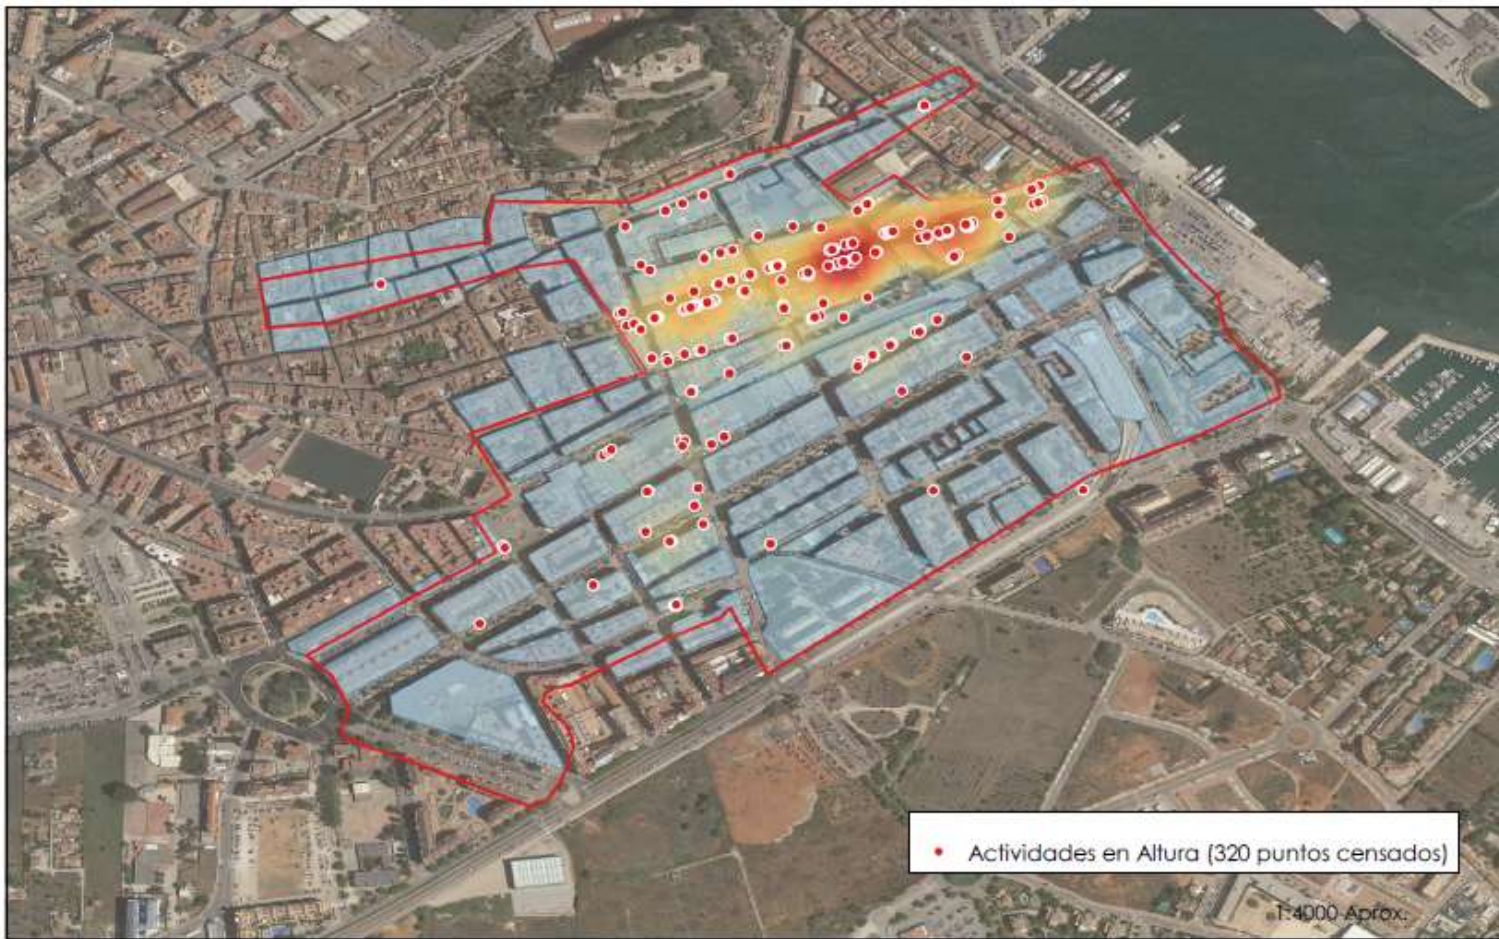 Actividades en Altura (320 puntos censados)
1:4000 Aprox.